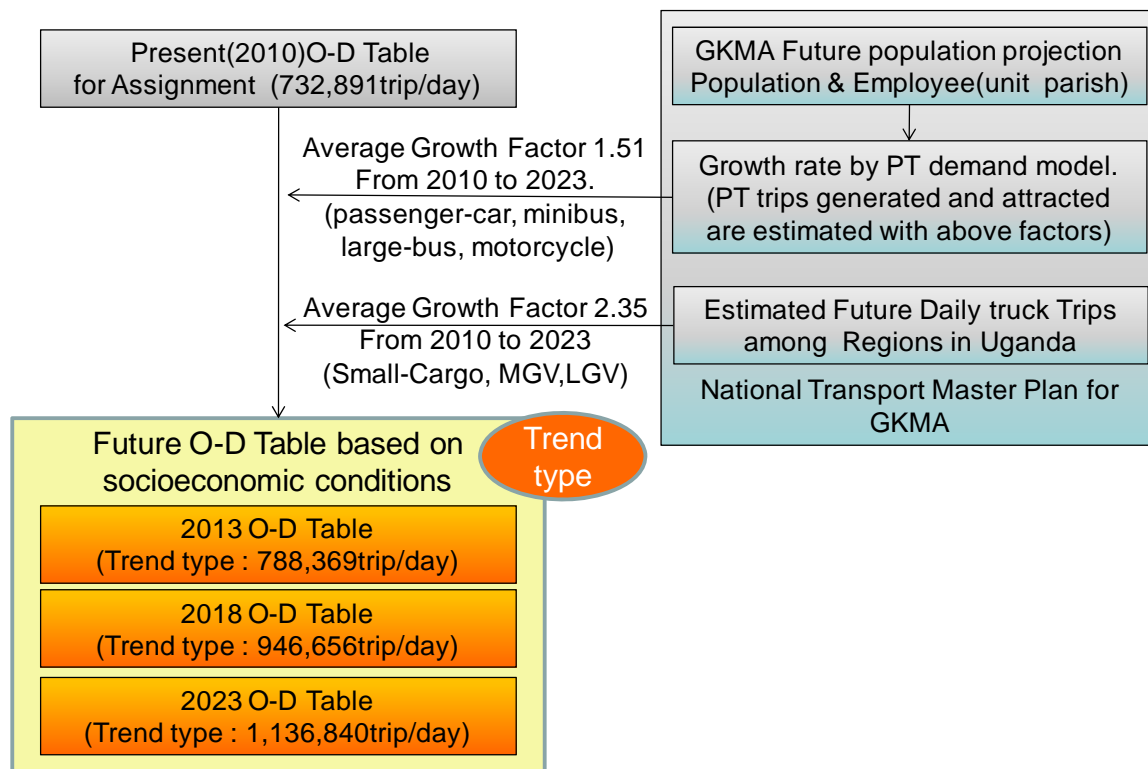 Present(2010)O-D Table
for Assignment (732,891trip/day)
GKMA Future population projection
Population & Employee(unit parish)
Average Growth Factor 1.51
From 2010 to 2023.
(passenger-car, minibus,
large-bus, motorcycle)
Growth rate by PT demand model.
(PT trips generated and attracted
are estimated with above factors)
Average Growth Factor 2.35
From 2010 to 2023
(Small-Cargo, MGV,LGV)
Estimated Future Daily truck Trips
among Regions in Uganda
National Transport Master Plan for
GKMA
Future O-D Table based on
socioeconomic conditions
Trend
type
2013 O-D Table
(Trend type : 788,369trip/day)
2018 O-D Table
(Trend type : 946,656trip/day)
2023 O-D Table
(Trend type : 1,136,840trip/day)